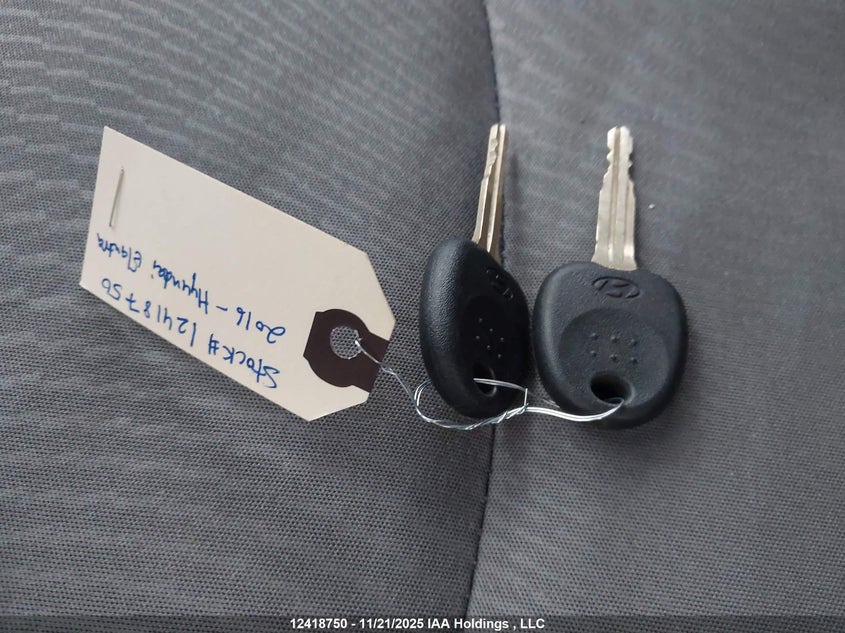 Stock# 12418750
2016 - Hyundai Elantra
12418750 - 11/21/2025 IAA Holdings , LLC